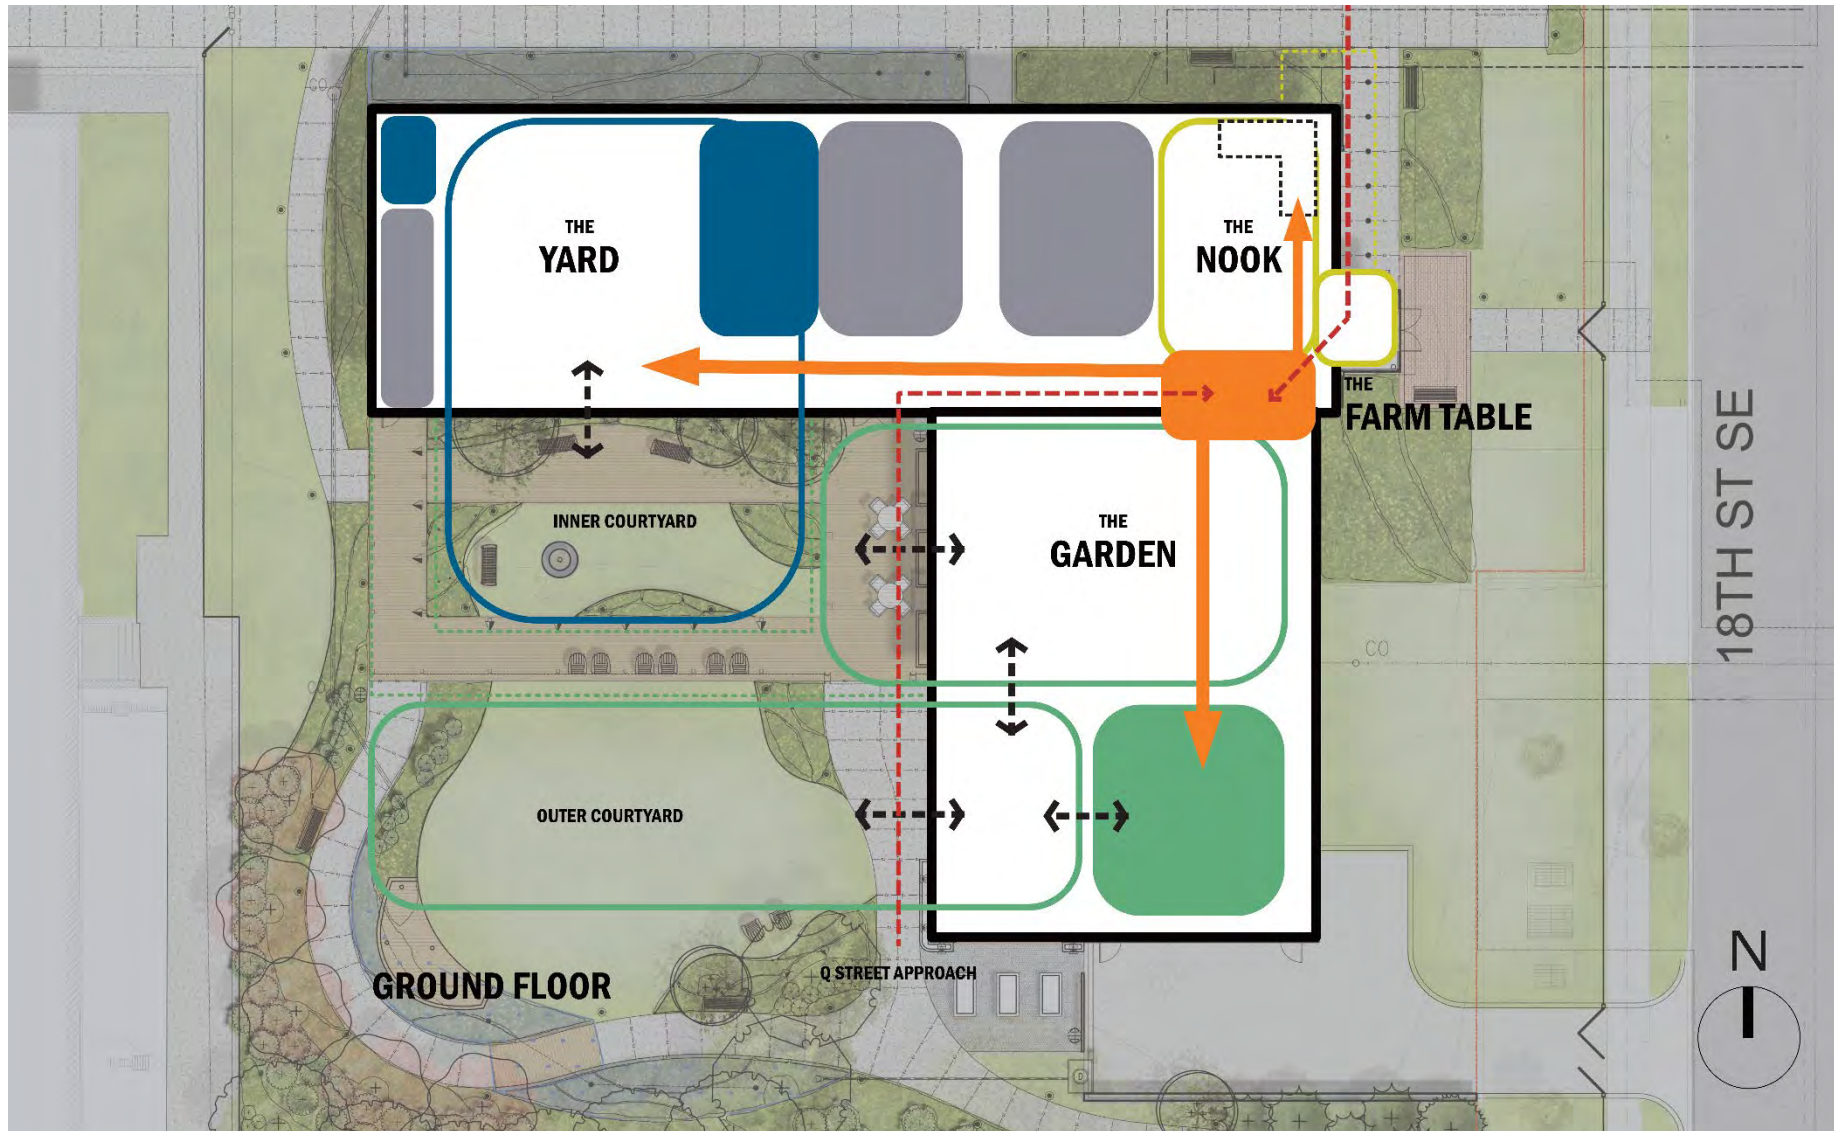 THE
YARD
THE
NOOK
THE
FARM TABLE
INNER COURTYARD
THE
GARDEN
18TH ST SE
CO
OUTER COURTYARD
GROUND FLOOR
Q STREET APPROACH
N